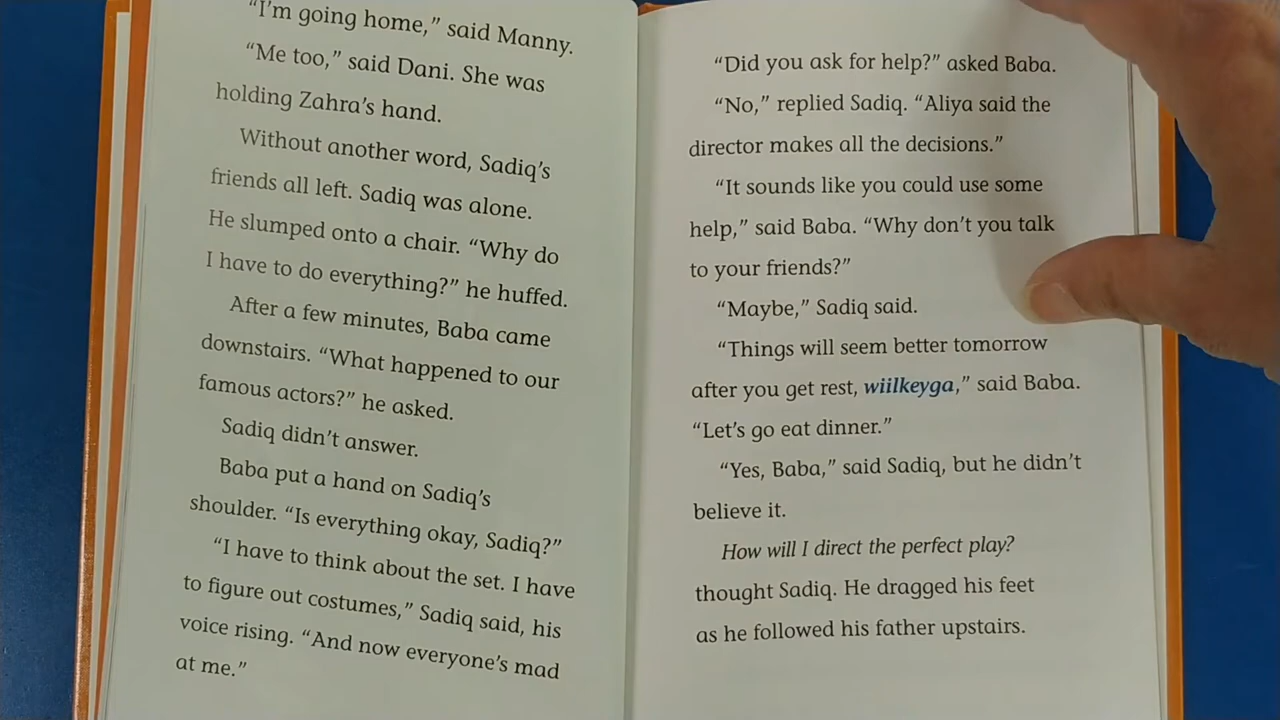 “I’m going home,” said Manny.
“Me too,” said Dani. She was
holding Zahra’s hand.
Without another word, Sadiq’s
friends all left. Sadiq was alone.
He slumped onto a chair. “Why do
I have to do everything?” he huffed.
After a few minutes, Baba came
downstairs. “What happened to our
famous actors?” he asked.
Sadiq didn’t answer.
Baba put a hand on Sadiq’s
shoulder. “Is everything okay, Sadiq?”
“I have to think about the set. I have
to figure out costumes,” Sadiq said, his
voice rising. “And now everyone’s mad
at me.”
“Did you ask for help?” asked Baba.
“No,” replied Sadiq. “Aliya said the
director makes all the decisions.”
“It sounds like you could use some
help,” said Baba. “Why don’t you talk
to your friends?”
“Maybe,” Sadiq said.
“Things will seem better tomorrow
after you get rest, wiilkeyga,” said Baba.
“Let’s go eat dinner.”
“Yes, Baba,” said Sadiq, but he didn’t
believe it.
How will I direct the perfect play?
thought Sadiq. He dragged his feet
as he followed his father upstairs.